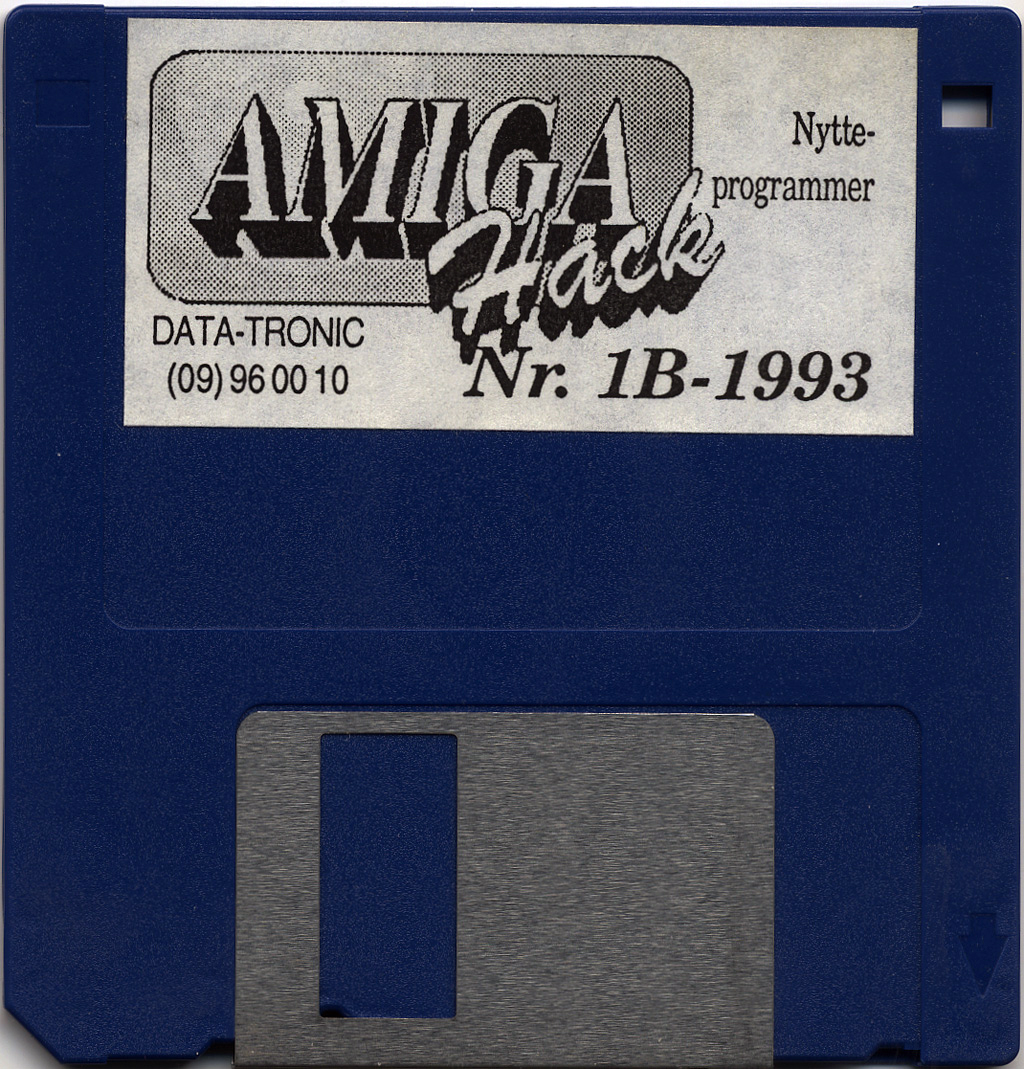 AMIGA
Hack
Nytte-
programmer
DATA-TRONIC
(09) 96 00 10
Nr. 1B-1993